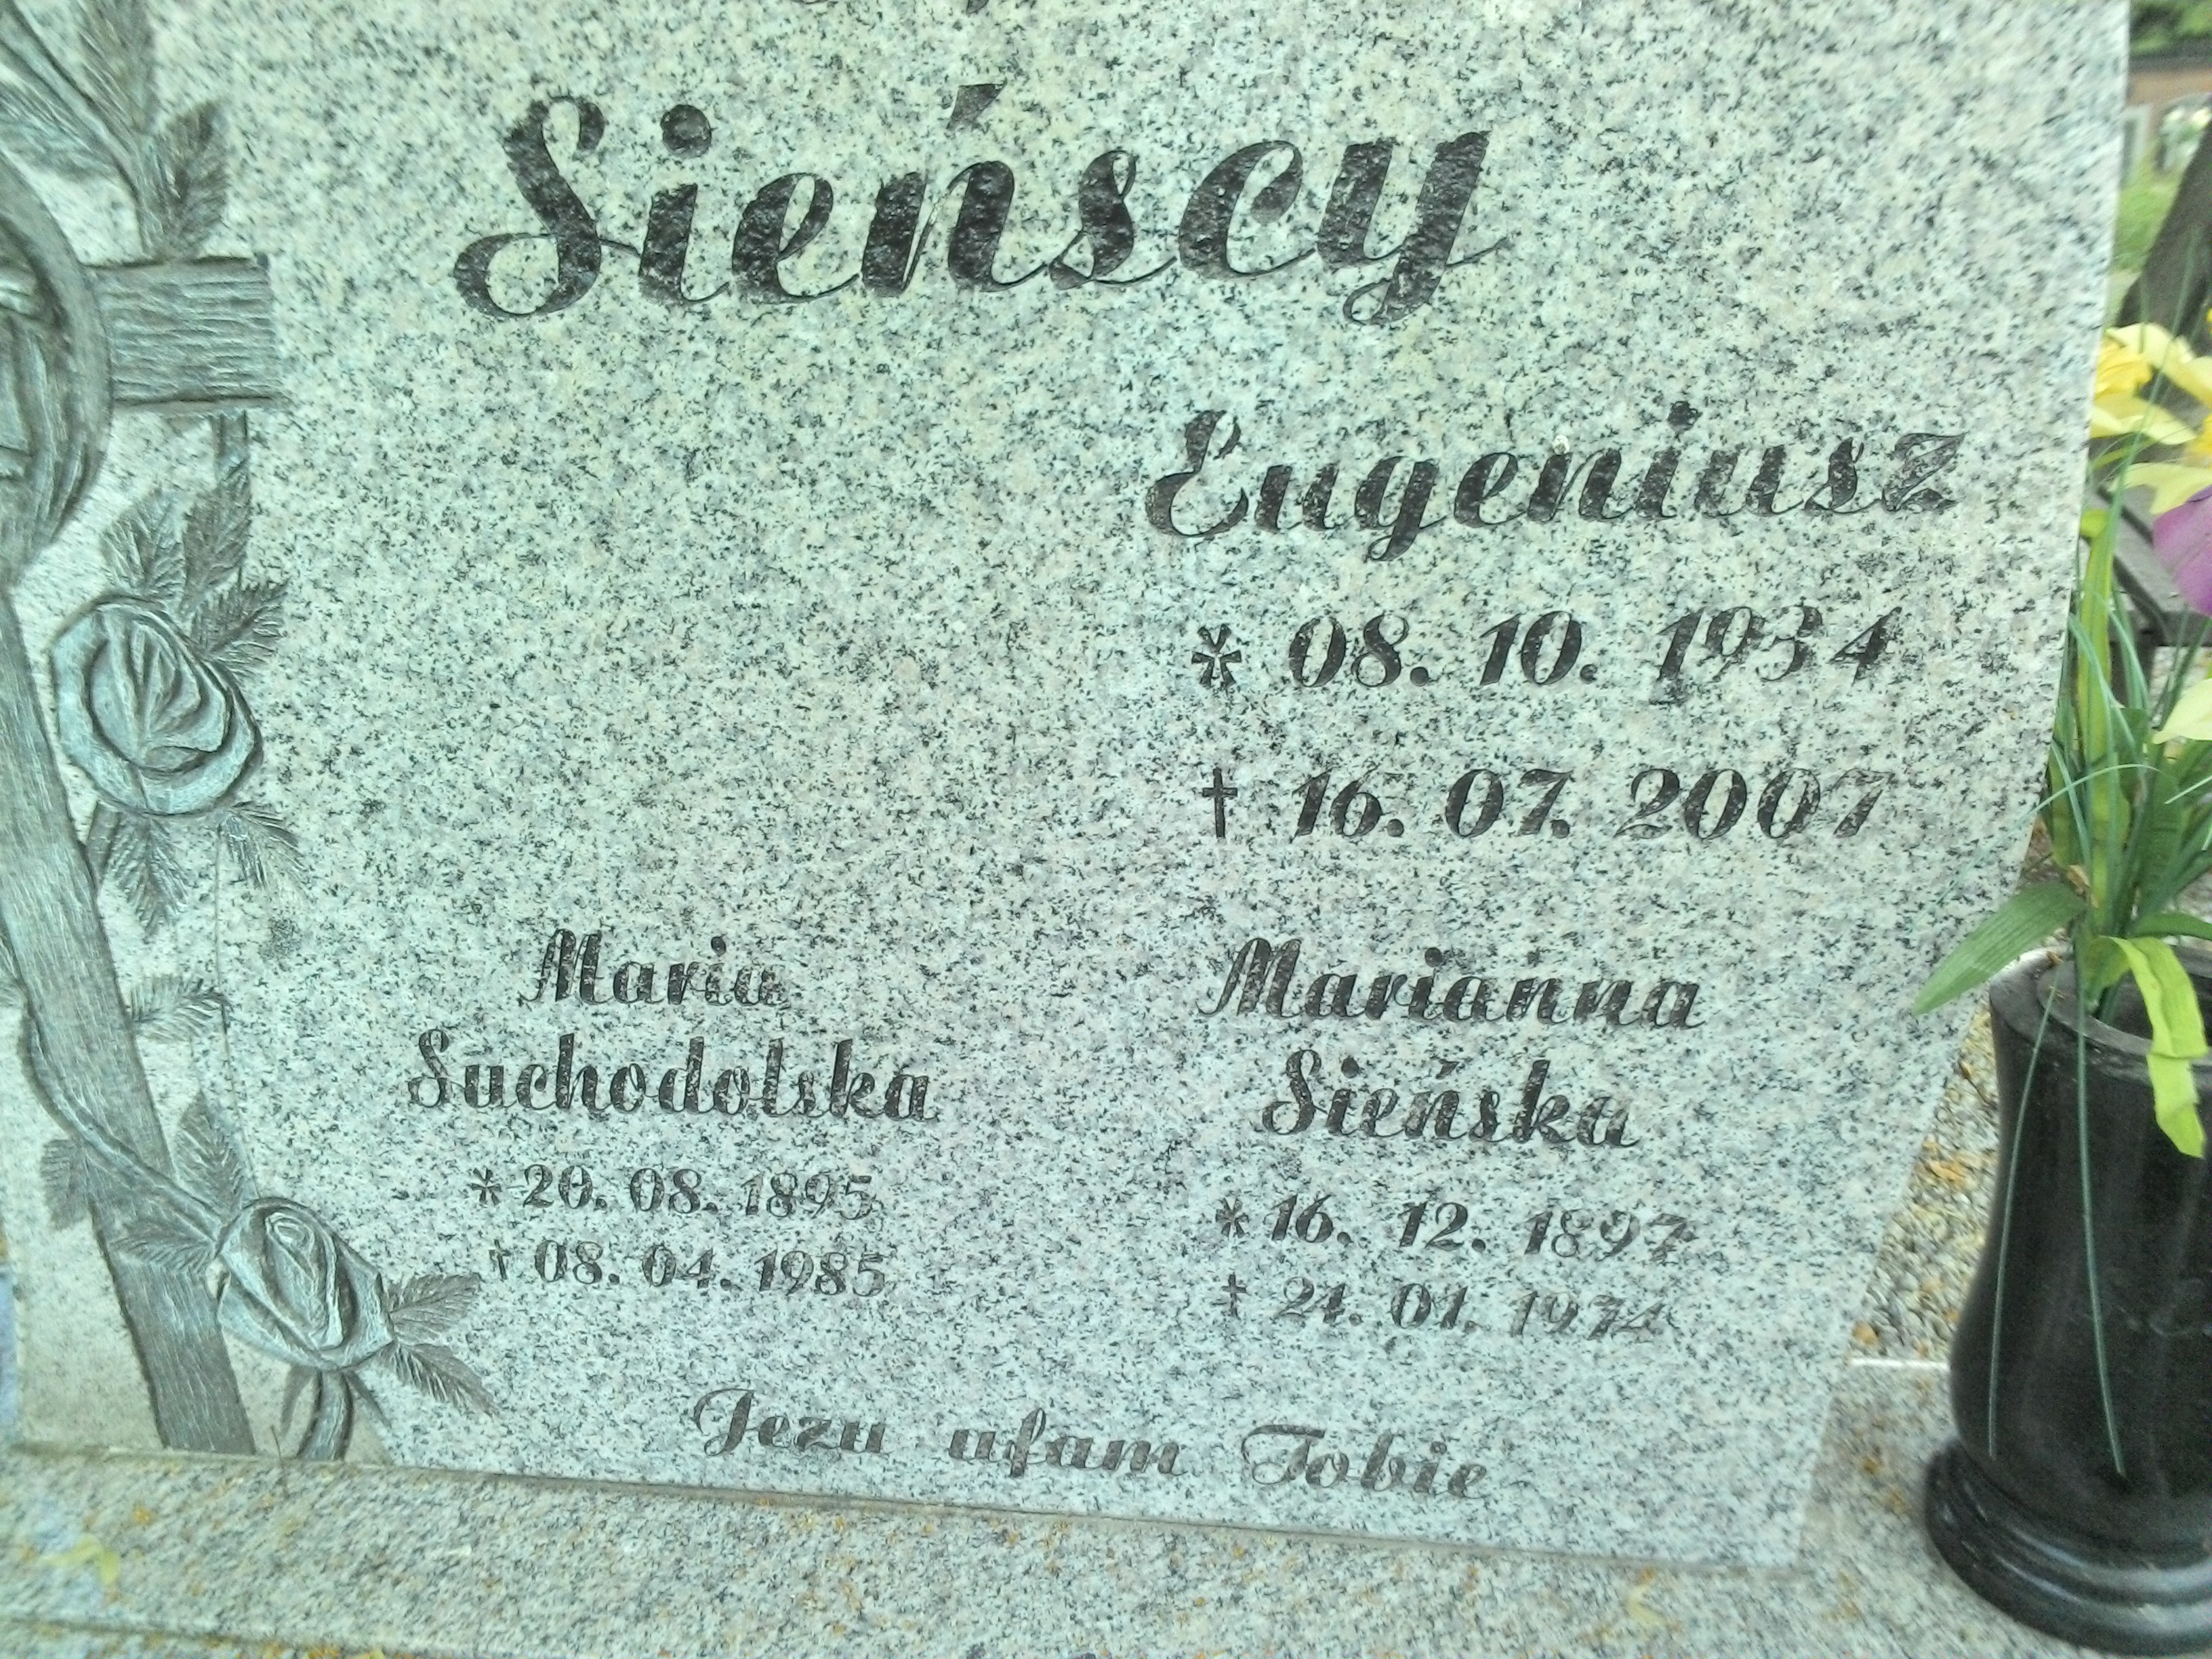 Sieńscy
Eugeniusz
* 08. 10. 1934
† 16. 07. 2007
Maria
Suchodolska
* 20. 08. 1895
† 08. 04. 1985
Marianna
Sieńska
* 16. 12. 1897
† 21. 01. 1974
Jezu ufam Tobie